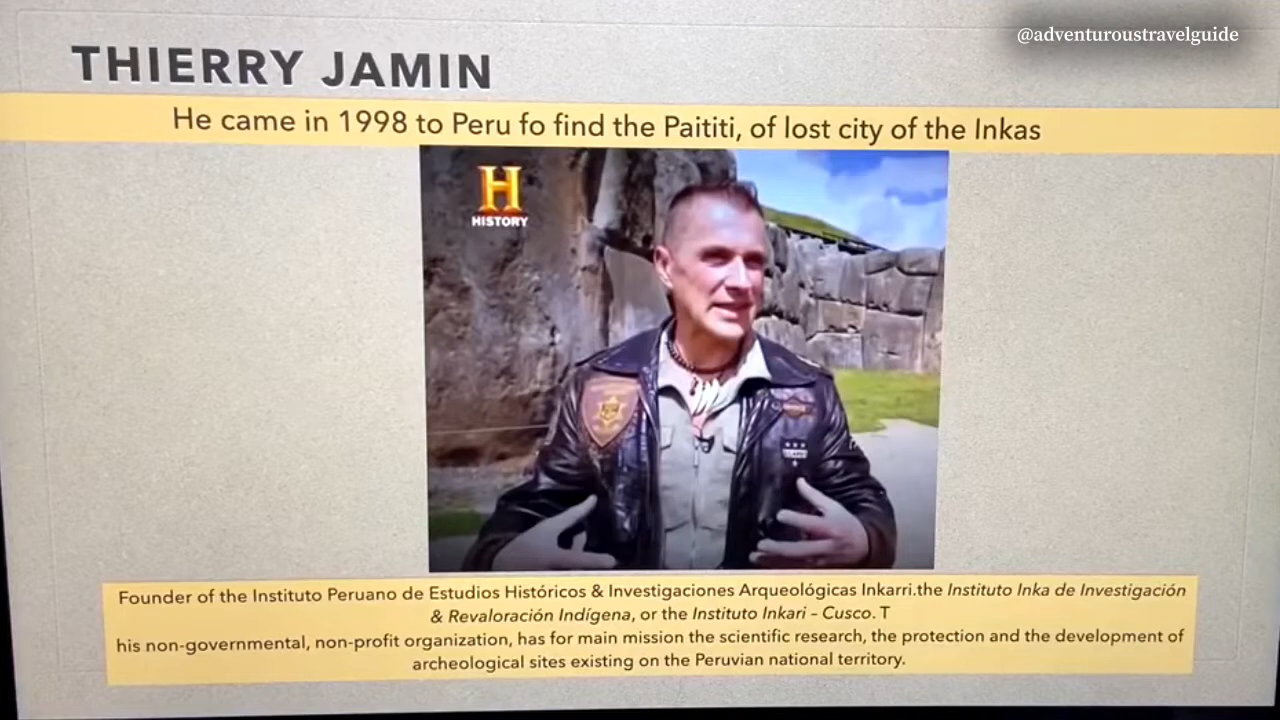 @adventuroustravelguide
THIERRY JAMIN
He came in 1998 to Peru fo find the Paititi, of lost city of the Inkas
H
HISTORY
Founder of the Instituto Peruano de Estudios Históricos & Investigaciones Arqueológicas Inkarri.the Instituto Inka de Investigación
& Revaloración Indígena, or the Instituto Inkari – Cusco. T
his non-governmental, non-profit organization, has for main mission the scientific research, the protection and the development of
archeological sites existing on the Peruvian national territory.